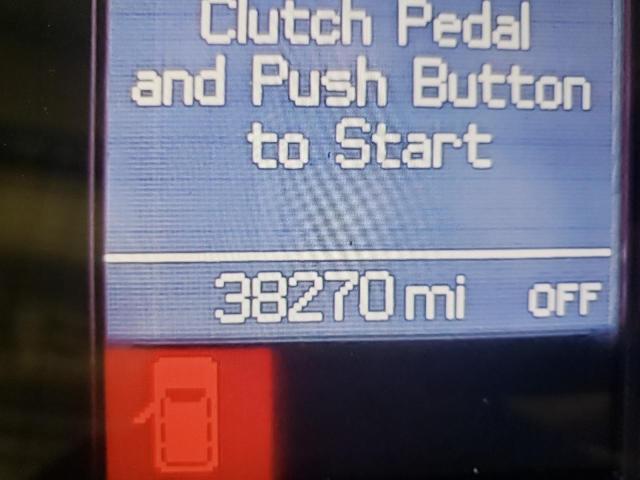 Clutch Pedal
and Push Button
to Start
38270 mi OFF